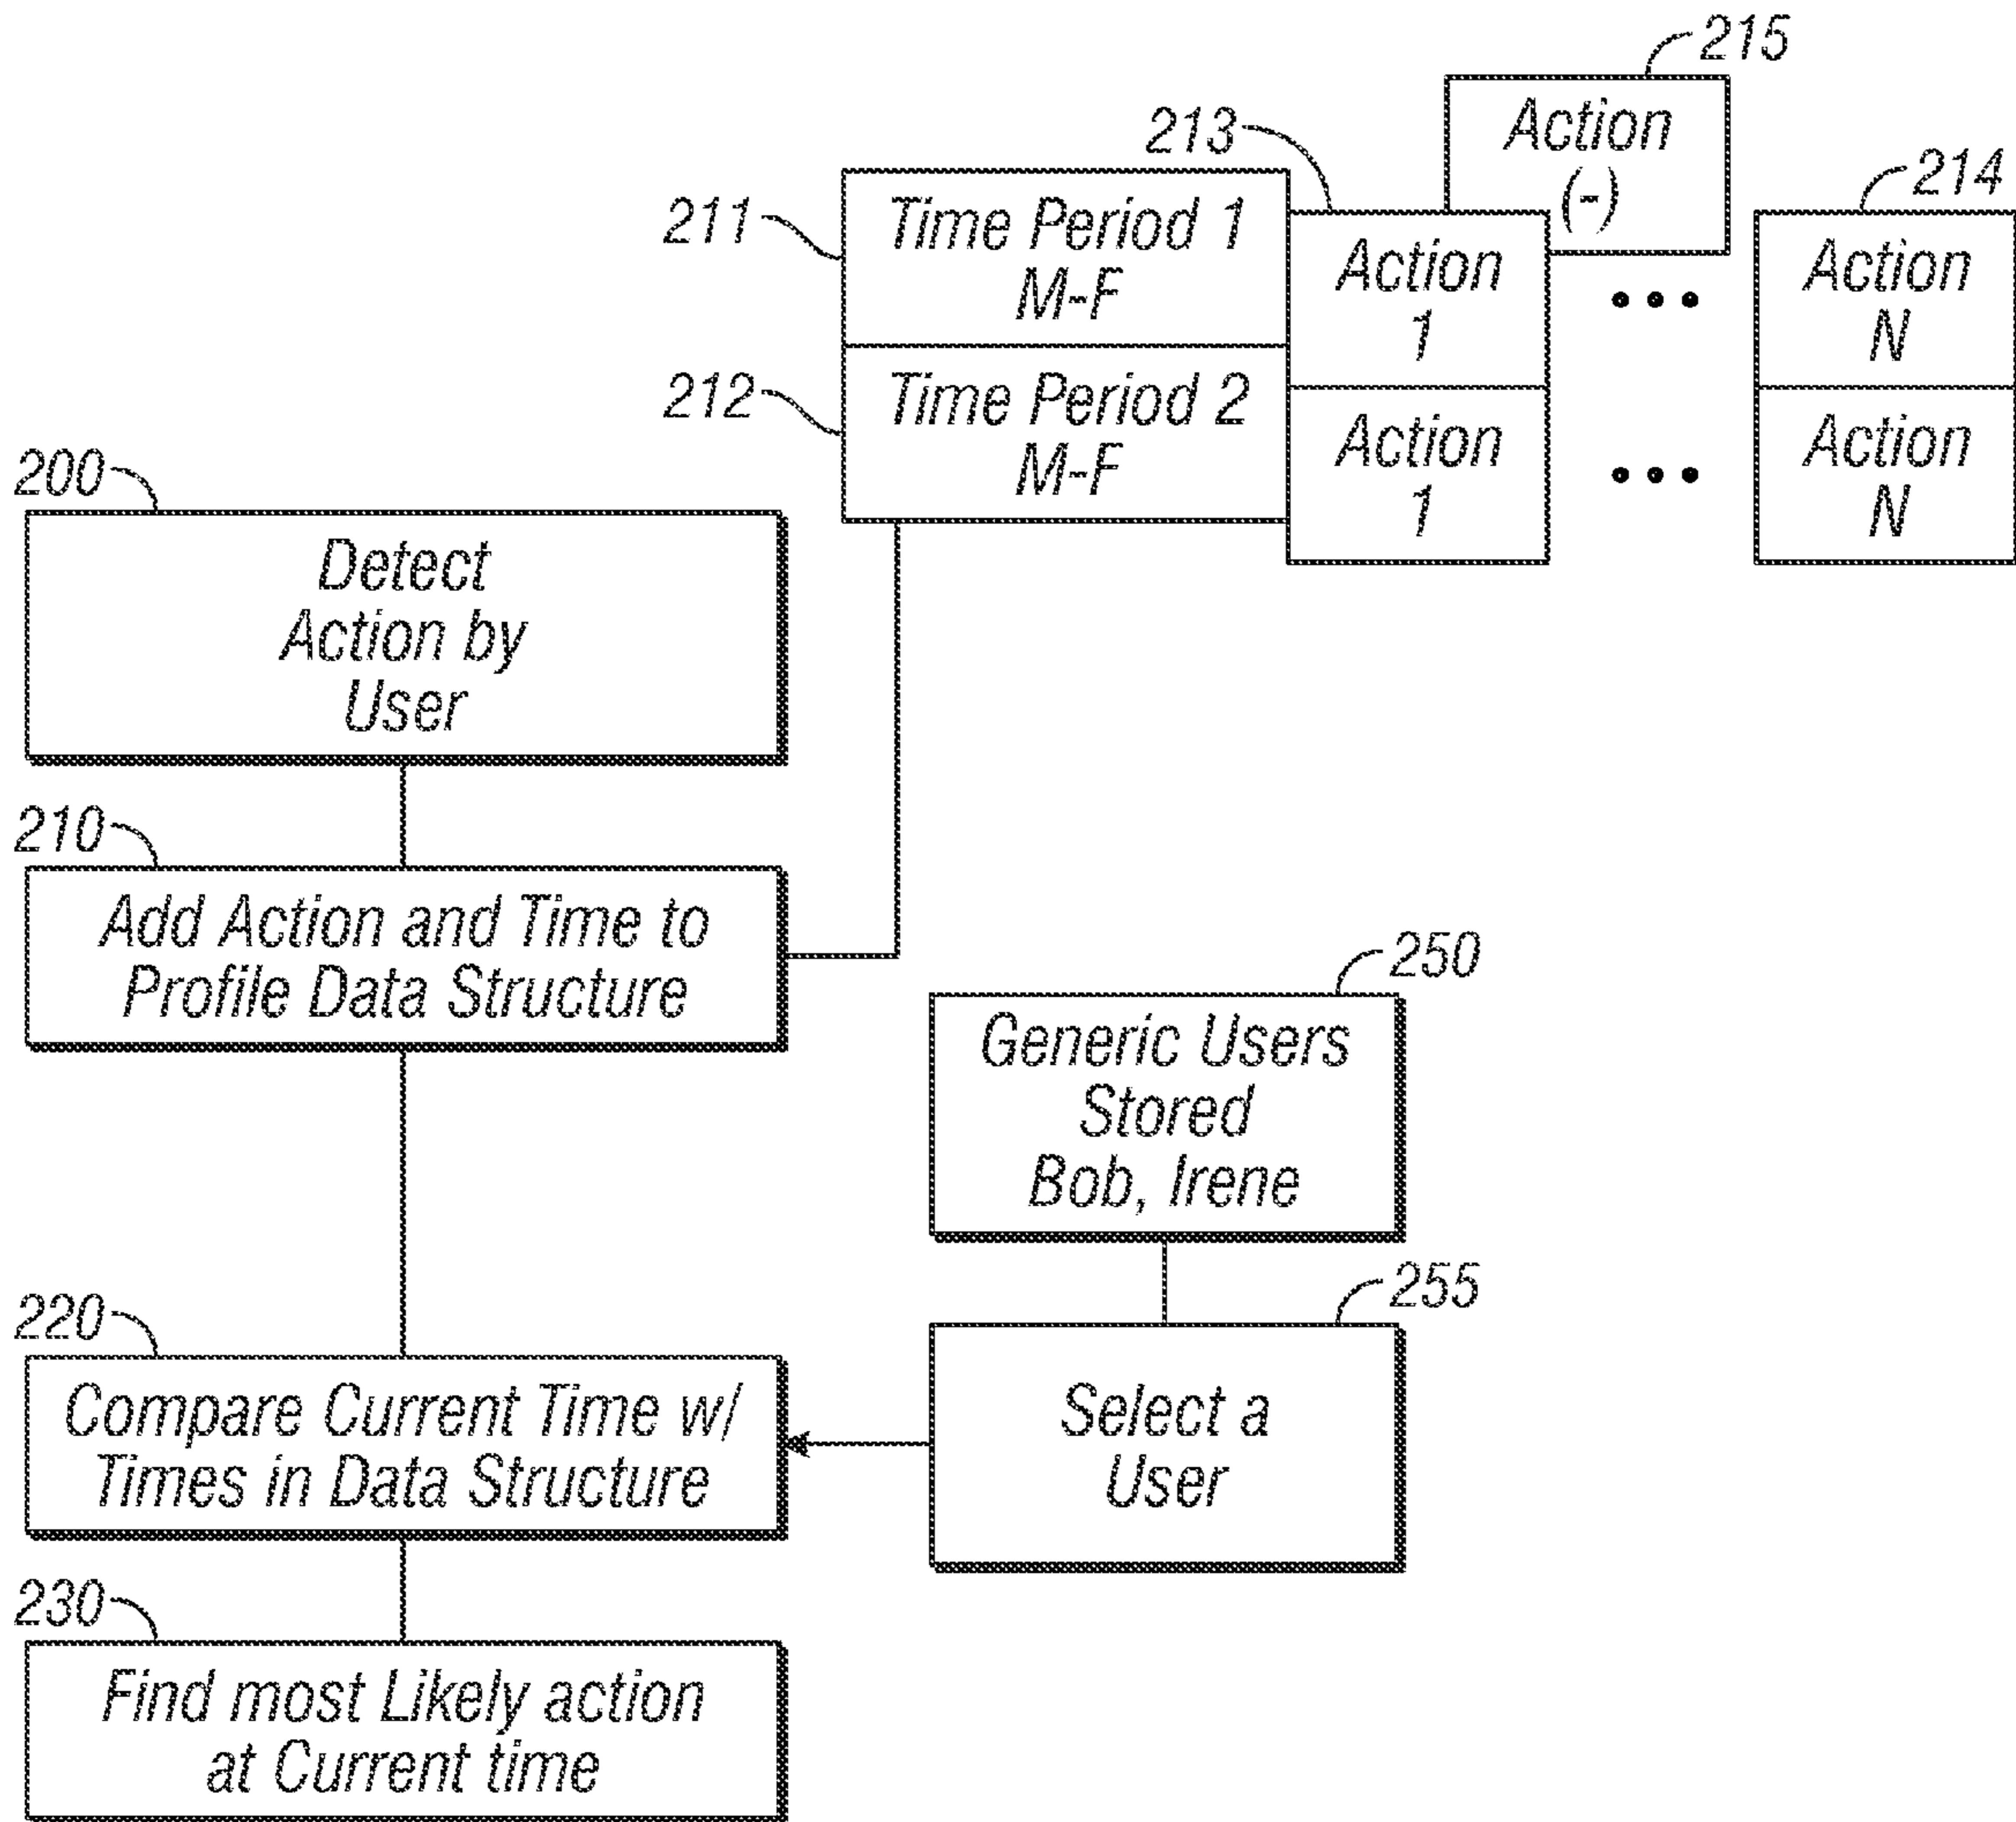 215
Action
(-)
213
214
211
Time Period 1
M-F
Action
1
• • •
Action
N
212
Time Period 2
M-F
Action
1
• • •
Action
N
200
Detect
Action by
User
210
Add Action and Time to
Profile Data Structure
250
Generic Users
Stored
Bob, Irene
255
Select a
User
220
Compare Current Time w/
Times in Data Structure
230
Find most Likely action
at Current time